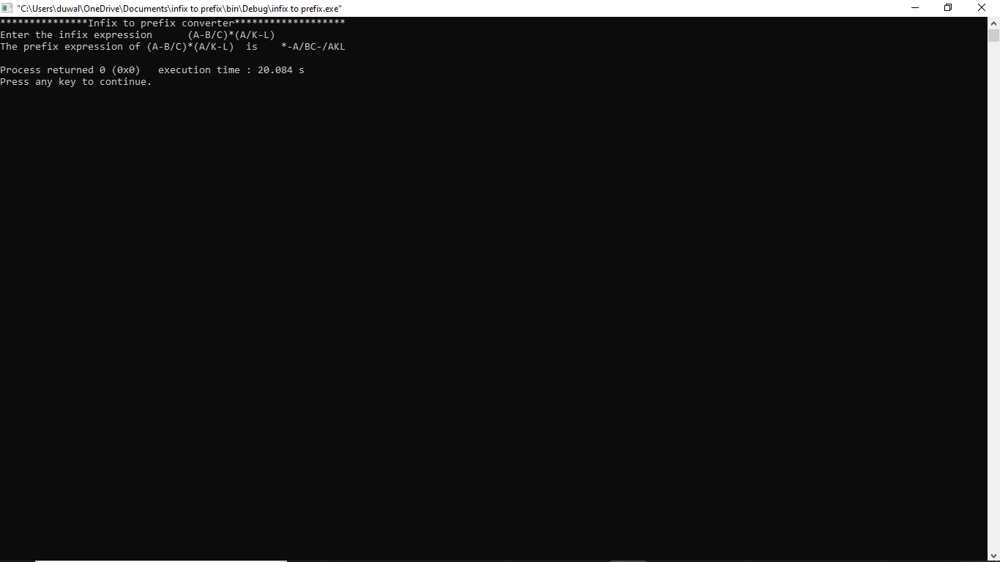 "C:\Users\duwal\OneDrive\Documents\infix to prefix\bin\Debug\infix to prefix.exe"
***************Infix to prefix converter*******************
Enter the infix expression      (A-B/C)*(A/K-L)
The prefix expression of (A-B/C)*(A/K-L)  is    *-A/BC-/AKL
Process returned 0 (0x0)   execution time : 20.084 s
Press any key to continue.